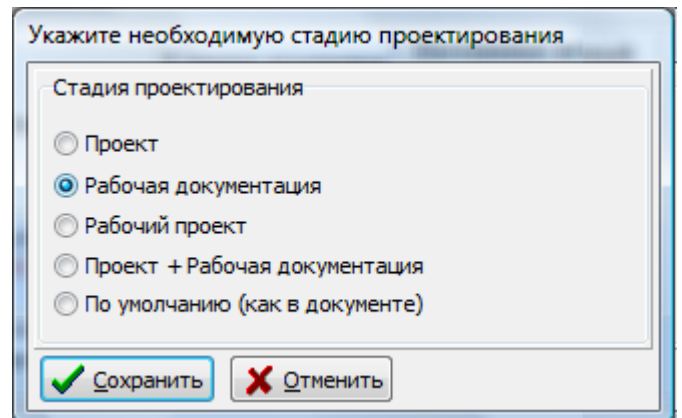 Укажите необходимую стадию проектирования
Стадия проектирования
Проект
Рабочая документация
Рабочий проект
Проект + Рабочая документация
По умолчанию (как в документе)
Сохранить
Отменить